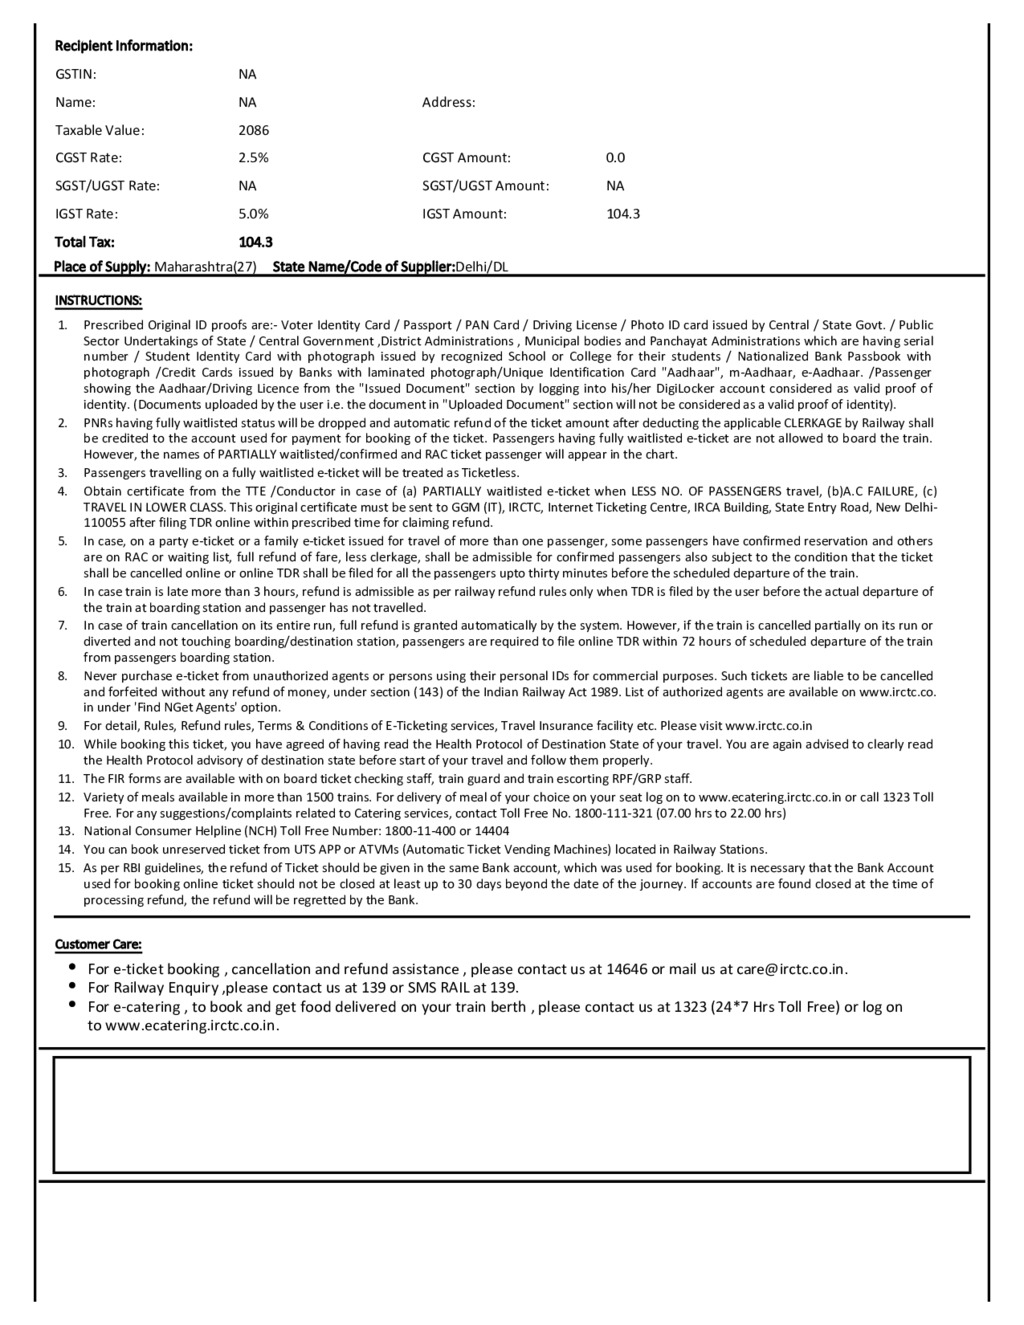 Recipient Information:
GSTIN: NA
Name: NA Address:
Taxable Value: 2086
CGST Rate: 2.5% CGST Amount: 0.0
SGST/UGST Rate: NA SGST/UGST Amount: NA
IGST Rate: 5.0% IGST Amount: 104.3
Total Tax: 104.3
Place of Supply: Maharashtra(27) State Name/Code of Supplier:Delhi/DL
INSTRUCTIONS:
1. Prescribed Original ID proofs are:- Voter Identity Card / Passport / PAN Card / Driving License / Photo ID card issued by Central / State Govt. / Public
Sector Undertakings of State / Central Government ,District Administrations , Municipal bodies and Panchayat Administrations which are having serial
number / Student Identity Card with photograph issued by recognized School or College for their students / Nationalized Bank Passbook with
photograph /Credit Cards issued by Banks with laminated photograph/Unique Identification Card "Aadhaar", m-Aadhaar, e-Aadhaar. /Passenger
showing the Aadhaar/Driving Licence from the "Issued Document" section by logging into his/her DigiLocker account considered as valid proof of
identity. (Documents uploaded by the user i.e. the document in "Uploaded Document" section will not be considered as a valid proof of identity).
2. PNRs having fully waitlisted status will be dropped and automatic refund of the ticket amount after deducting the applicable CLERKAGE by Railway shall
be credited to the account used for payment for booking of the ticket. Passengers having fully waitlisted e-ticket are not allowed to board the train.
However, the names of PARTIALLY waitlisted/confirmed and RAC ticket passenger will appear in the chart.
3. Passengers travelling on a fully waitlisted e-ticket will be treated as Ticketless.
4. Obtain certificate from the TTE /Conductor in case of (a) PARTIALLY waitlisted e-ticket when LESS NO. OF PASSENGERS travel, (b)A.C FAILURE, (c)
TRAVEL IN LOWER CLASS. This original certificate must be sent to GGM (IT), IRCTC, Internet Ticketing Centre, IRCA Building, State Entry Road, New Delhi-
110055 after filing TDR online within prescribed time for claiming refund.
5. In case, on a party e-ticket or a family e-ticket issued for travel of more than one passenger, some passengers have confirmed reservation and others
are on RAC or waiting list, full refund of fare, less clerkage, shall be admissible for confirmed passengers also subject to the condition that the ticket
shall be cancelled online or online TDR shall be filed for all the passengers upto thirty minutes before the scheduled departure of the train.
6. In case train is late more than 3 hours, refund is admissible as per railway refund rules only when TDR is filed by the user before the actual departure of
the train at boarding station and passenger has not travelled.
7. In case of train cancellation on its entire run, full refund is granted automatically by the system. However, if the train is cancelled partially on its run or
diverted and not touching boarding/destination station, passengers are required to file online TDR within 72 hours of scheduled departure of the train
from passengers boarding station.
8. Never purchase e-ticket from unauthorized agents or persons using their personal IDs for commercial purposes. Such tickets are liable to be cancelled
and forfeited without any refund of money, under section (143) of the Indian Railway Act 1989. List of authorized agents are available on www.irctc.co.
in under 'Find NGet Agents' option.
9. For detail, Rules, Refund rules, Terms & Conditions of E-Ticketing services, Travel Insurance facility etc. Please visit www.irctc.co.in
10. While booking this ticket, you have agreed of having read the Health Protocol of Destination State of your travel. You are again advised to clearly read
the Health Protocol advisory of destination state before start of your travel and follow them properly.
11. The FIR forms are available with on board ticket checking staff, train guard and train escorting RPF/GRP staff.
12. Variety of meals available in more than 1500 trains. For delivery of meal of your choice on your seat log on to www.ecatering.irctc.co.in or call 1323 Toll
Free. For any suggestions/complaints related to Catering services, contact Toll Free No. 1800-111-321 (07.00 hrs to 22.00 hrs)
13. National Consumer Helpline (NCH) Toll Free Number: 1800-11-400 or 14404
14. You can book unreserved ticket from UTS APP or ATVMs (Automatic Ticket Vending Machines) located in Railway Stations.
15. As per RBI guidelines, the refund of Ticket should be given in the same Bank account, which was used for booking. It is necessary that the Bank Account
used for booking online ticket should not be closed at least up to 30 days beyond the date of the journey. If accounts are found closed at the time of
processing refund, the refund will be regretted by the Bank.
Customer Care:
• For e-ticket booking , cancellation and refund assistance , please contact us at 14646 or mail us at care@irctc.co.in.
• For Railway Enquiry ,please contact us at 139 or SMS RAIL at 139.
• For e-catering , to book and get food delivered on your train berth , please contact us at 1323 (24*7 Hrs Toll Free) or log on
to www.ecatering.irctc.co.in.